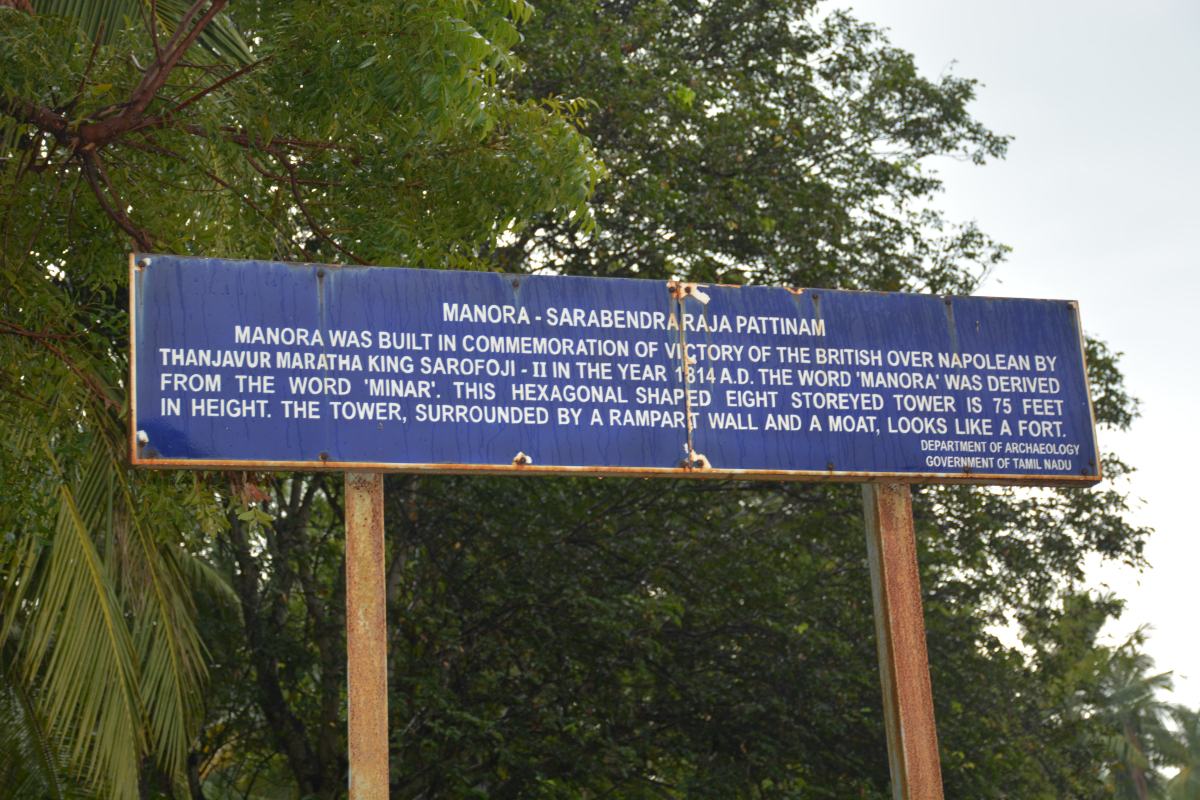 MANORA - SARABENDRARAJA PATTINAM
MANORA WAS BUILT IN COMMEMORATION OF VICTORY OF THE BRITISH OVER NAPOLEAN BY
THANJAVUR MARATHA KING SAROFOJI - II IN THE YEAR 1814 A.D. THE WORD 'MANORA' WAS DERIVED
FROM THE WORD 'MINAR'. THIS HEXAGONAL SHAPED EIGHT STOREYED TOWER IS 75 FEET
IN HEIGHT. THE TOWER, SURROUNDED BY A RAMPART WALL AND A MOAT, LOOKS LIKE A FORT.
DEPARTMENT OF ARCHAEOLOGY
GOVERNMENT OF TAMIL NADU